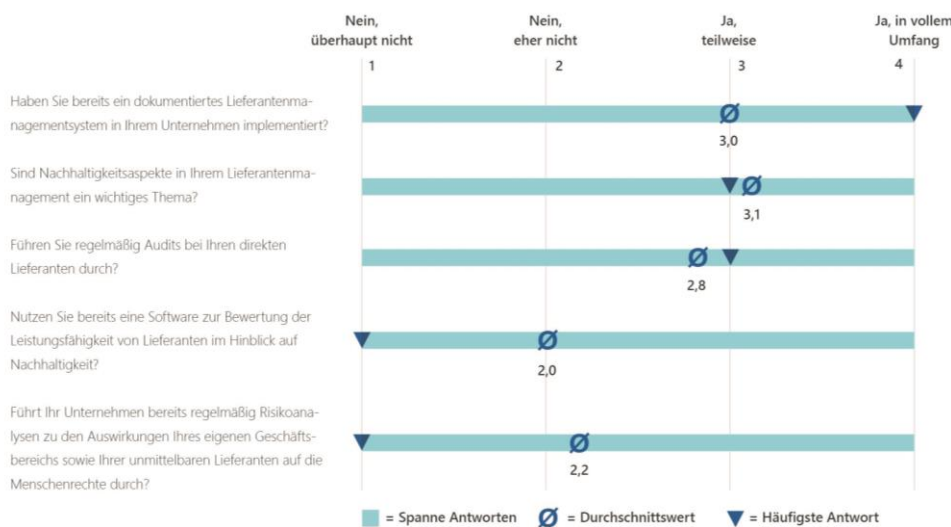 Nein,
überhaupt nicht
Nein,
eher nicht
Ja,
teilweise
Ja, in vollem
Umfang
1
2
3
4
Haben Sie bereits ein dokumentiertes Lieferantenma-
nagementsystem in Ihrem Unternehmen implementiert?
3,0
Sind Nachhaltigkeitsaspekte in Ihrem Lieferantenma-
nagement ein wichtiges Thema?
3,1
Führen Sie regelmäßig Audits bei Ihren direkten
Lieferanten durch?
2,8
Nutzen Sie bereits eine Software zur Bewertung der
Leistungsfähigkeit von Lieferanten im Hinblick auf
Nachhaltigkeit?
2,0
Führt Ihr Unternehmen bereits regelmäßig Risikoana-
lysen zu den Auswirkungen Ihres eigenen Geschäfts-
bereichs sowie Ihrer unmittelbaren Lieferanten auf die
Menschenrechte durch?
2,2
= Spanne Antworten
Ø = Durchschnittswert
= Häufigste Antwort